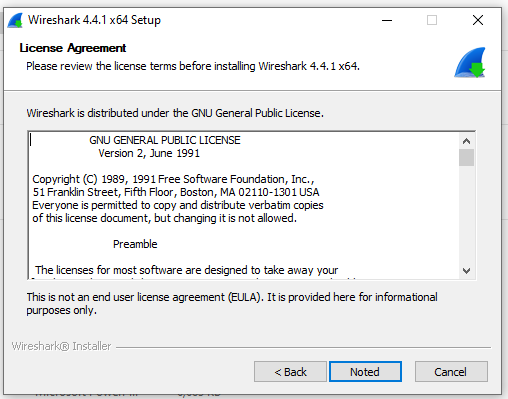 Wireshark 4.4.1 x64 Setup
License Agreement
Please review the license terms before installing Wireshark 4.4.1 x64.
Wireshark is distributed under the GNU General Public License.
GNU GENERAL PUBLIC LICENSE
Version 2, June 1991
Copyright (C) 1989, 1991 Free Software Foundation, Inc.,
51 Franklin Street, Fifth Floor, Boston, MA 02110-1301 USA
Everyone is permitted to copy and distribute verbatim copies
of this license document, but changing it is not allowed.
Preamble
The licenses for most software are designed to take away your
This is not an end user license agreement (EULA). It is provided here for informational
purposes only.
Wireshark® Installer
< Back
Noted
Cancel